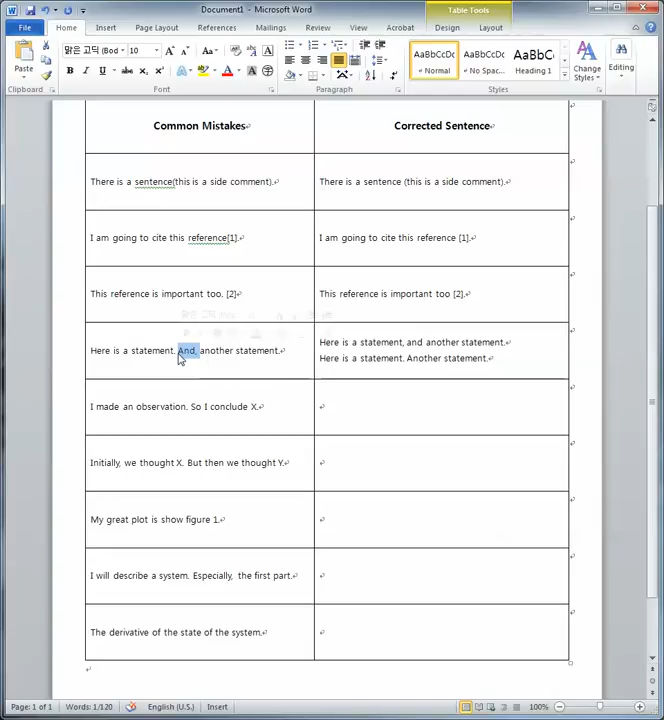 Document1 - Microsoft Word
Table Tools
File Home Insert Page Layout References Mailings Review View Acrobat Design Layout
맑은 고딕 (Bod 10
AaBbCcDc AaBbCcDc AaBbC
Paste
Normal No Spac... Heading 1
Change Styles
Editing
Clipboard Font Paragraph Styles
Common Mistakes Corrected Sentence
There is a sentence(this is a side comment). There is a sentence (this is a side comment).
I am going to cite this reference[1]. I am going to cite this reference [1].
This reference is important too. [2] This reference is important too [2].
Here is a statement. And, another statement. Here is a statement, and another statement.
Here is a statement. Another statement.
I made an observation. So I conclude X.
Initially, we thought X. But then we thought Y.
My great plot is show figure 1.
I will describe a system. Especially, the first part.
The derivative of the state of the system.
Page: 1 of 1 Words: 1/120 English (U.S.) Insert 100%